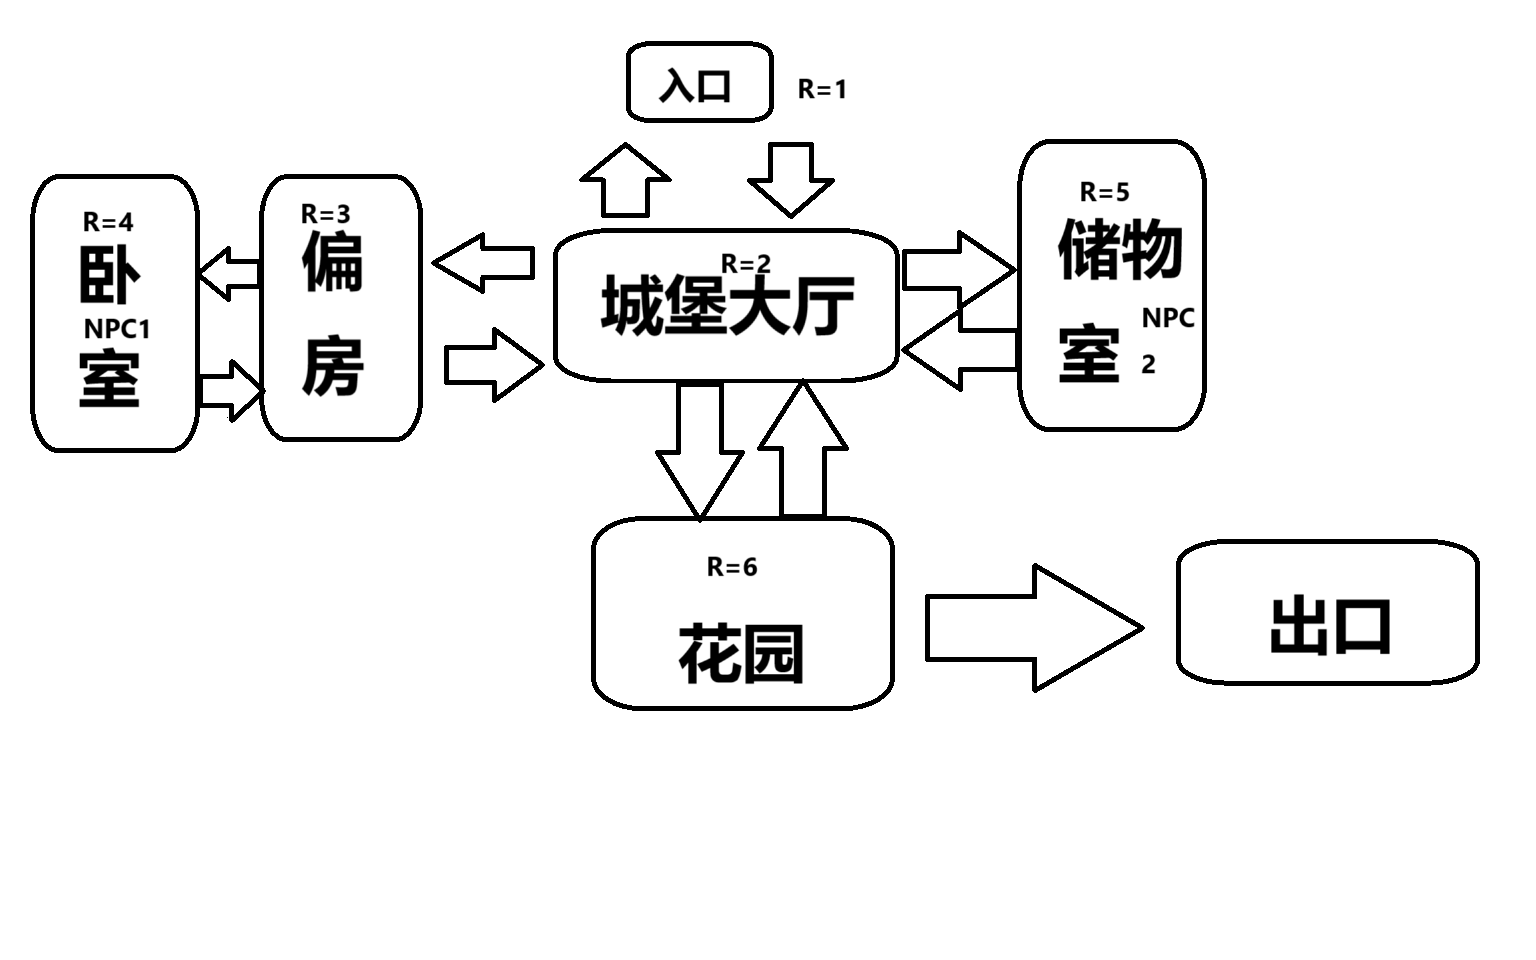 入口
R=1
R=4
卧
NPC1
室
R=3
偏
房
R=2
城堡大厅
R=5
储物
室
NPC
2
R=6
花园
出口